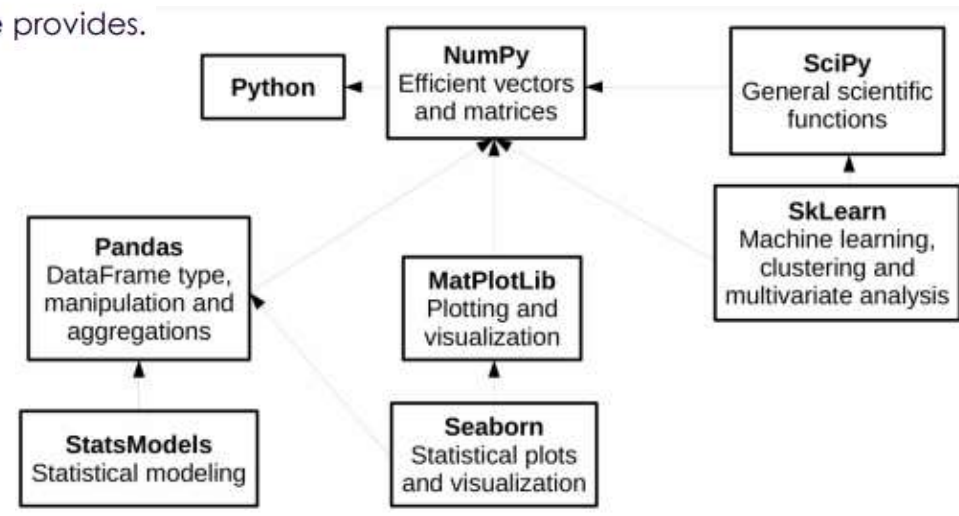 e provides.
Python
NumPy
Efficient vectors
and matrices
SciPy
General scientific
functions
Pandas
DataFrame type,
manipulation and
aggregations
MatPlotLib
Plotting and
visualization
SkLearn
Machine learning,
clustering and
multivariate analysis
StatsModels
Statistical modeling
Seaborn
Statistical plots
and visualization